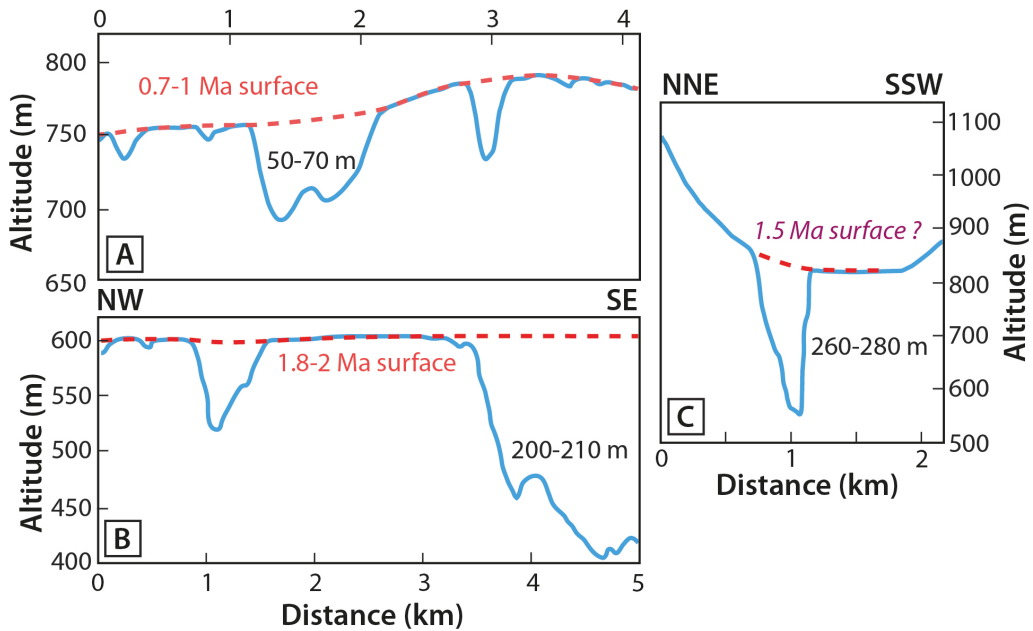 0 1 2 3 4
Altitude (m)
800
750
700
650
0.7-1 Ma surface
50-70 m
A
NW SE
Altitude (m)
600
550
500
450
400
1.8-2 Ma surface
200-210 m
B
0 1 2 3 4 5
Distance (km)
NNE SSW
1100
1000
900
800
700
600
500
Altitude (m)
1.5 Ma surface ?
260-280 m
C
0 1 2
Distance (km)